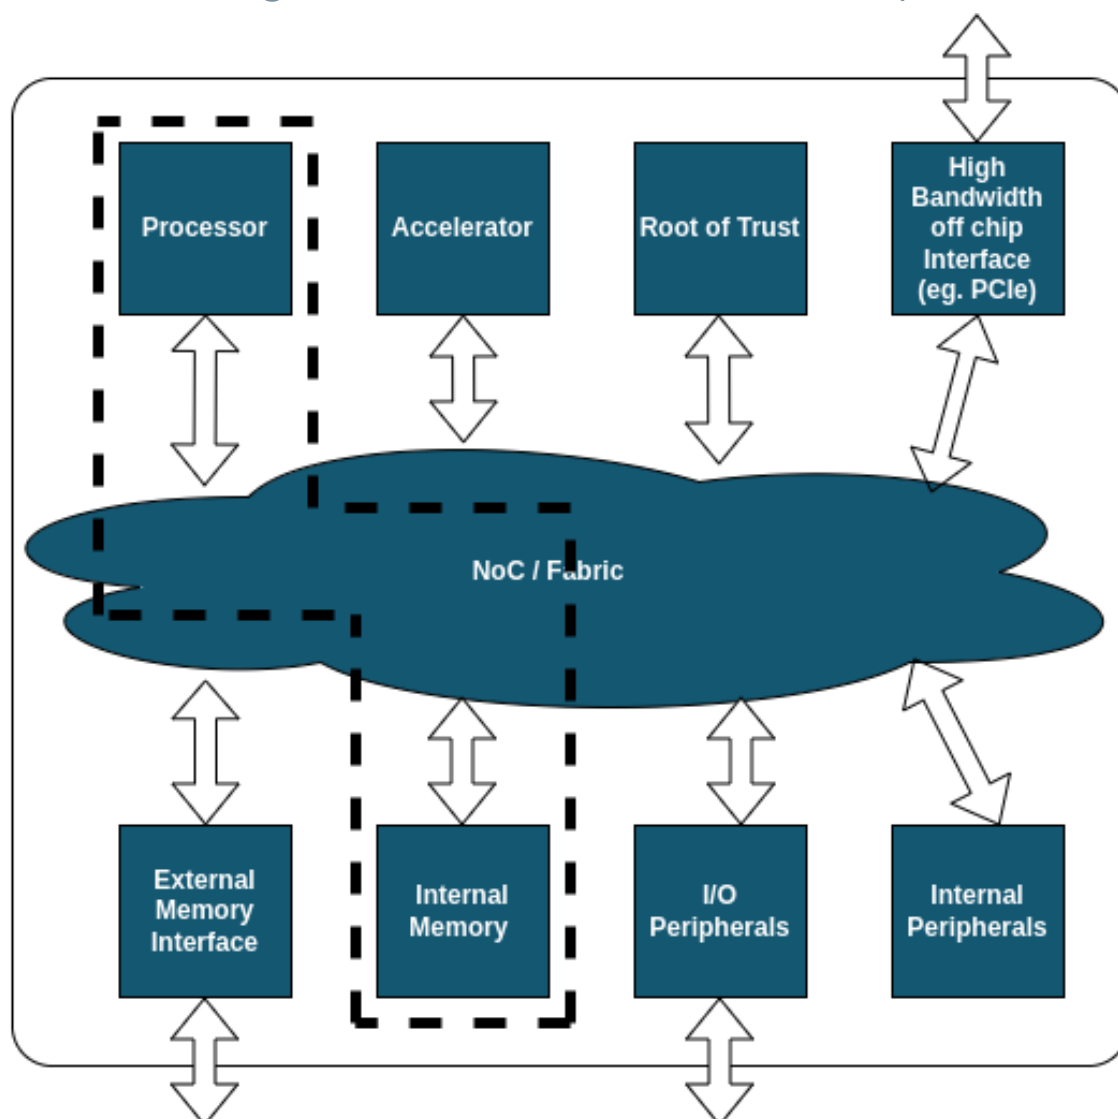 Processor
Accelerator
Root of Trust
High
Bandwidth
off chip
Interface
(eg. PCIe)
NoC / Fabric
External
Memory
Interface
Internal
Memory
I/O
Peripherals
Internal
Peripherals